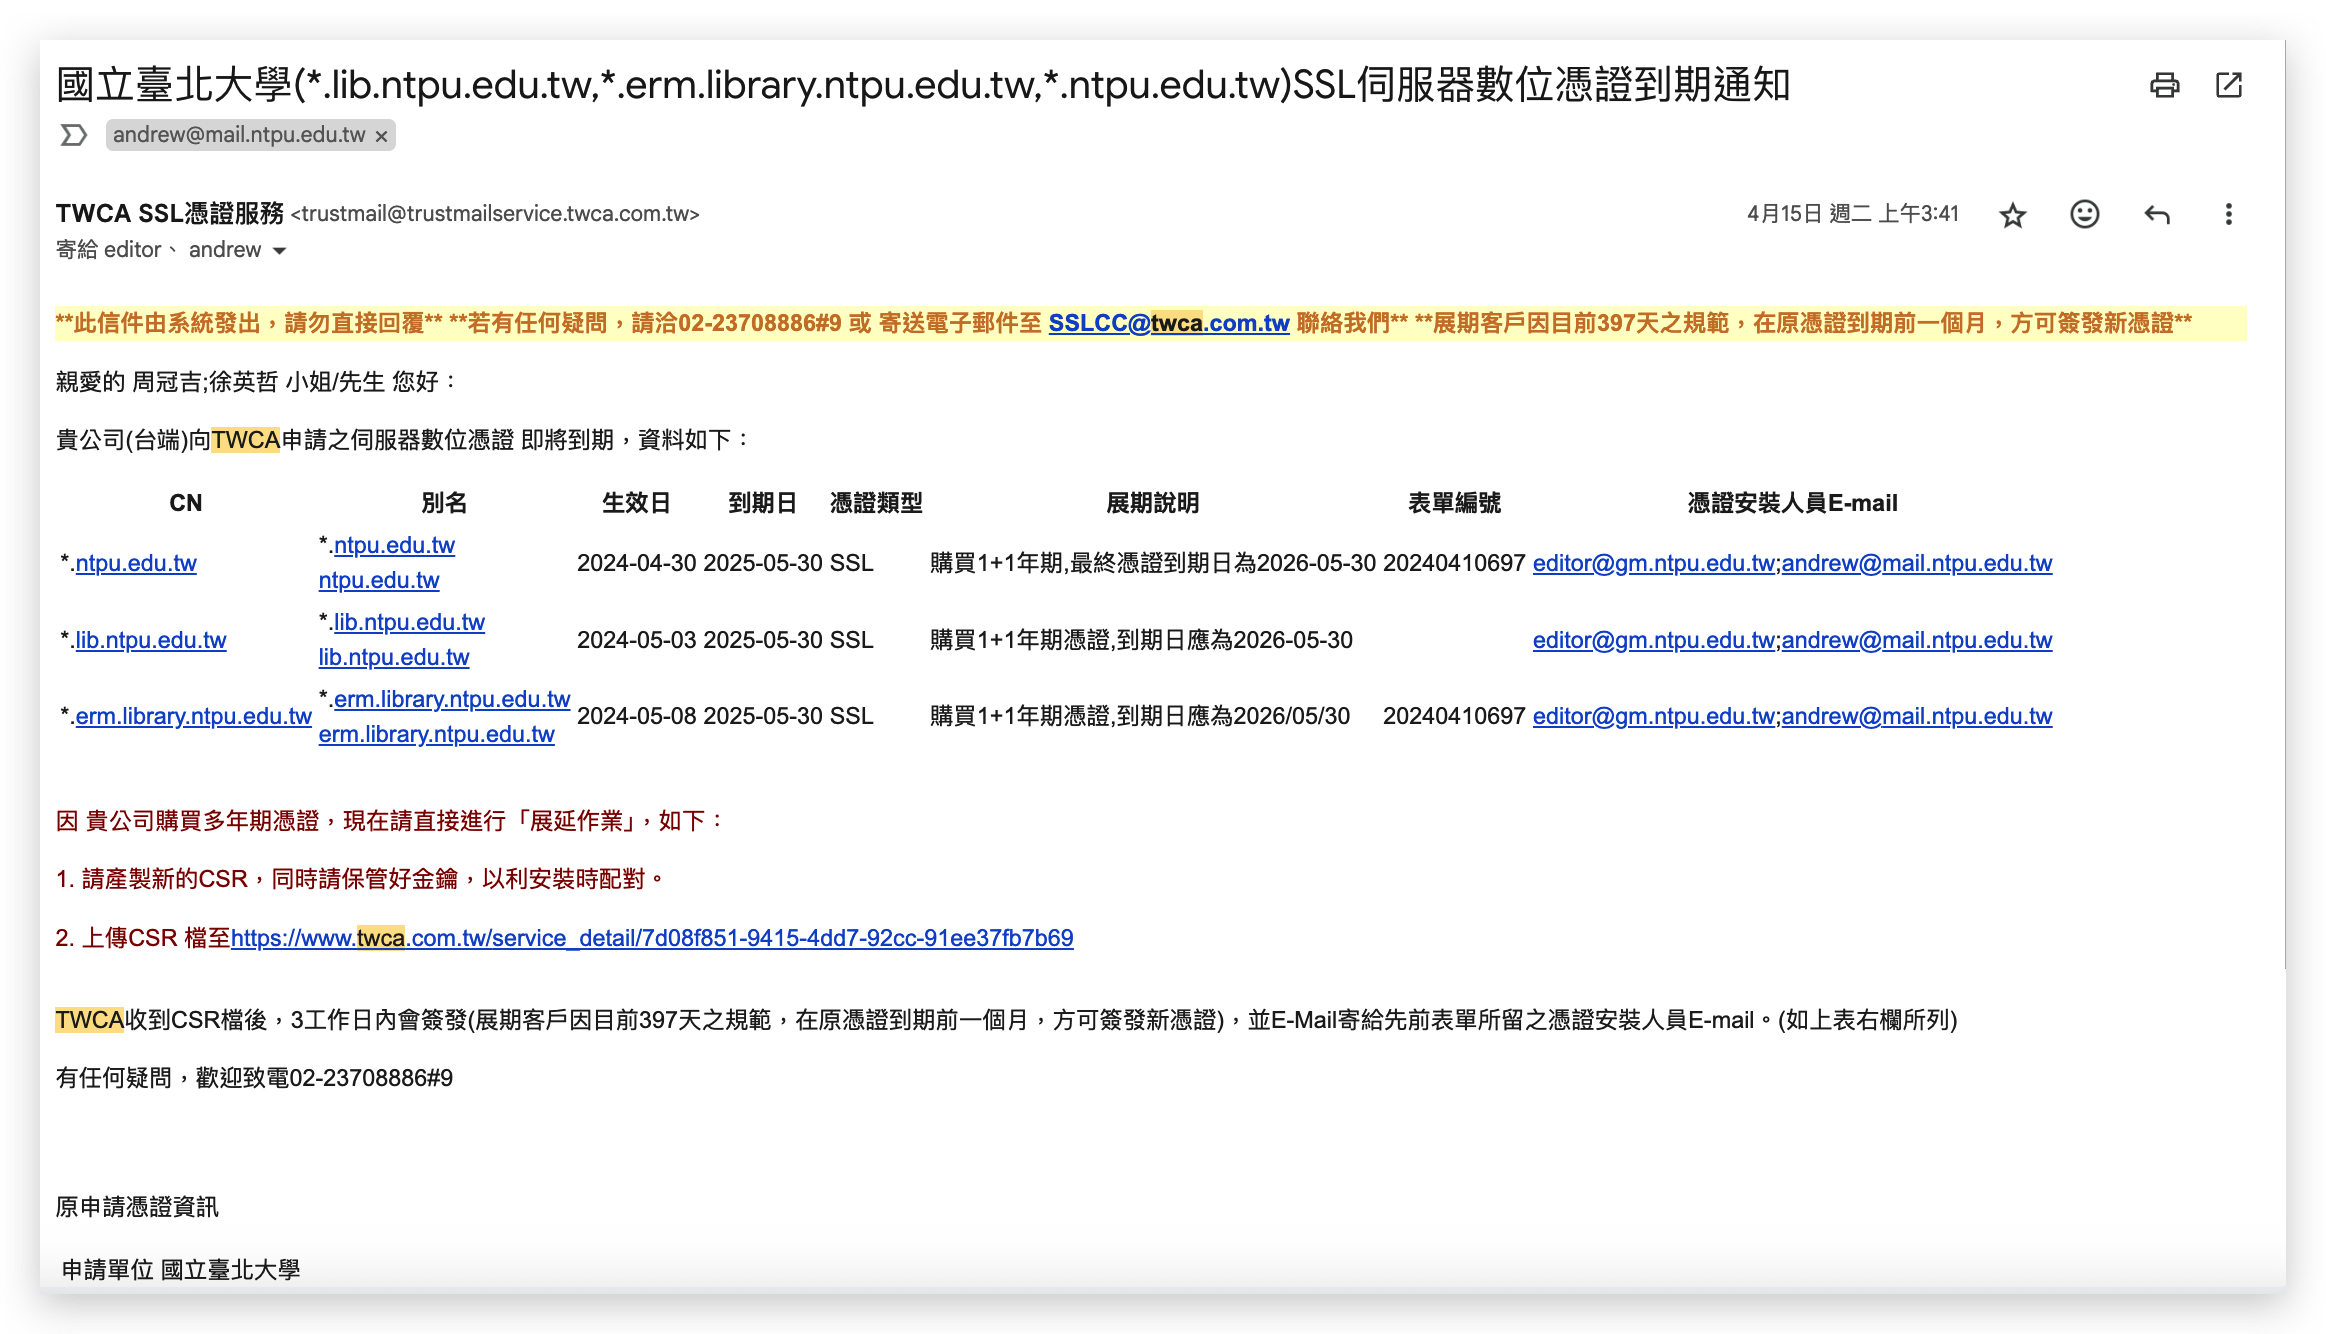 國立臺北大學(*.lib.ntpu.edu.tw,*.erm.library.ntpu.edu.tw,*.ntpu.edu.tw)SSL伺服器數位憑證到期通知
andrew@mail.ntpu.edu.tw ×
TWCA SSL憑證服務 <trustmail@trustmailservice.twca.com.tw> 4月15日 週二 上午3:41
寄給 editor、 andrew
**此信件由系統發出，請勿直接回覆** **若有任何疑問，請洽02-23708886#9 或 寄送電子郵件至 SSLCC@twca.com.tw 聯絡我們** **展期客戶因目前397天之規範，在原憑證到期前一個月，方可簽發新憑證**
親愛的 周冠吉;徐英哲 小姐/先生 您好：
貴公司(台端)向TWCA申請之伺服器數位憑證 即將到期，資料如下：
CN 別名 生效日 到期日 憑證類型 展期說明 表單編號 憑證安裝人員E-mail
*.ntpu.edu.tw *.ntpu.edu.tw 2024-04-30 2025-05-30 SSL 購買1+1年期,最終憑證到期日為2026-05-30 20240410697 editor@gm.ntpu.edu.tw;andrew@mail.ntpu.edu.tw
ntpu.edu.tw
*.lib.ntpu.edu.tw *.lib.ntpu.edu.tw 2024-05-03 2025-05-30 SSL 購買1+1年期憑證,到期日應為2026-05-30 editor@gm.ntpu.edu.tw;andrew@mail.ntpu.edu.tw
lib.ntpu.edu.tw
*.erm.library.ntpu.edu.tw *.erm.library.ntpu.edu.tw 2024-05-08 2025-05-30 SSL 購買1+1年期憑證,到期日應為2026/05/30 20240410697 editor@gm.ntpu.edu.tw;andrew@mail.ntpu.edu.tw
erm.library.ntpu.edu.tw
因 貴公司購買多年期憑證，現在請直接進行「展延作業」，如下：
1. 請產製新的CSR，同時請保管好金鑰，以利安裝時配對。
2. 上傳CSR 檔至https://www.twca.com.tw/service_detail/7d08f851-9415-4dd7-92cc-91ee37fb7b69
TWCA收到CSR檔後，3工作日內會簽發(展期客戶因目前397天之規範，在原憑證到期前一個月，方可簽發新憑證)，並E-Mail寄給先前表單所留之憑證安裝人員E-mail。(如上表右欄所列)
有任何疑問，歡迎致電02-23708886#9
原申請憑證資訊
申請單位 國立臺北大學